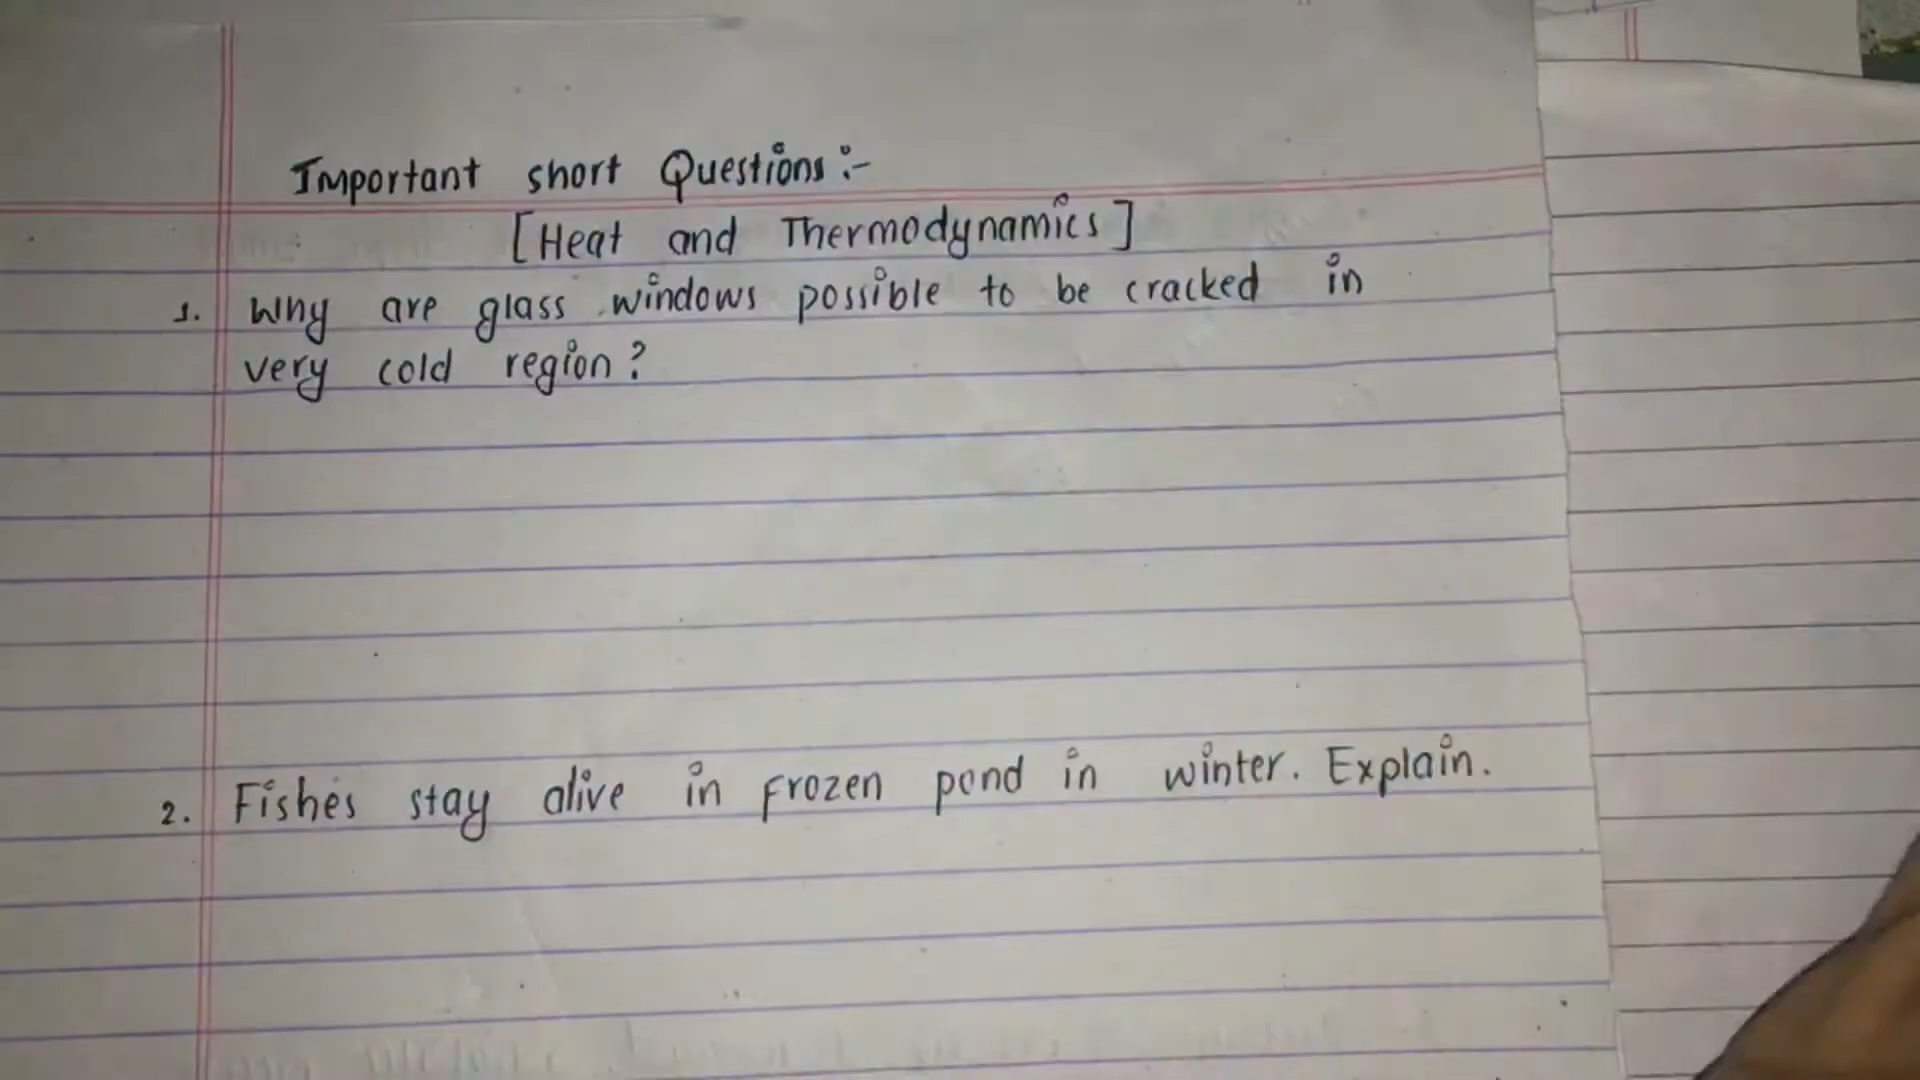 Important short Questions :-
[Heat and Thermodynamics]
1. Why are glass windows possible to be cracked in
very cold region?
2. Fishes stay alive in frozen pond in winter. Explain.